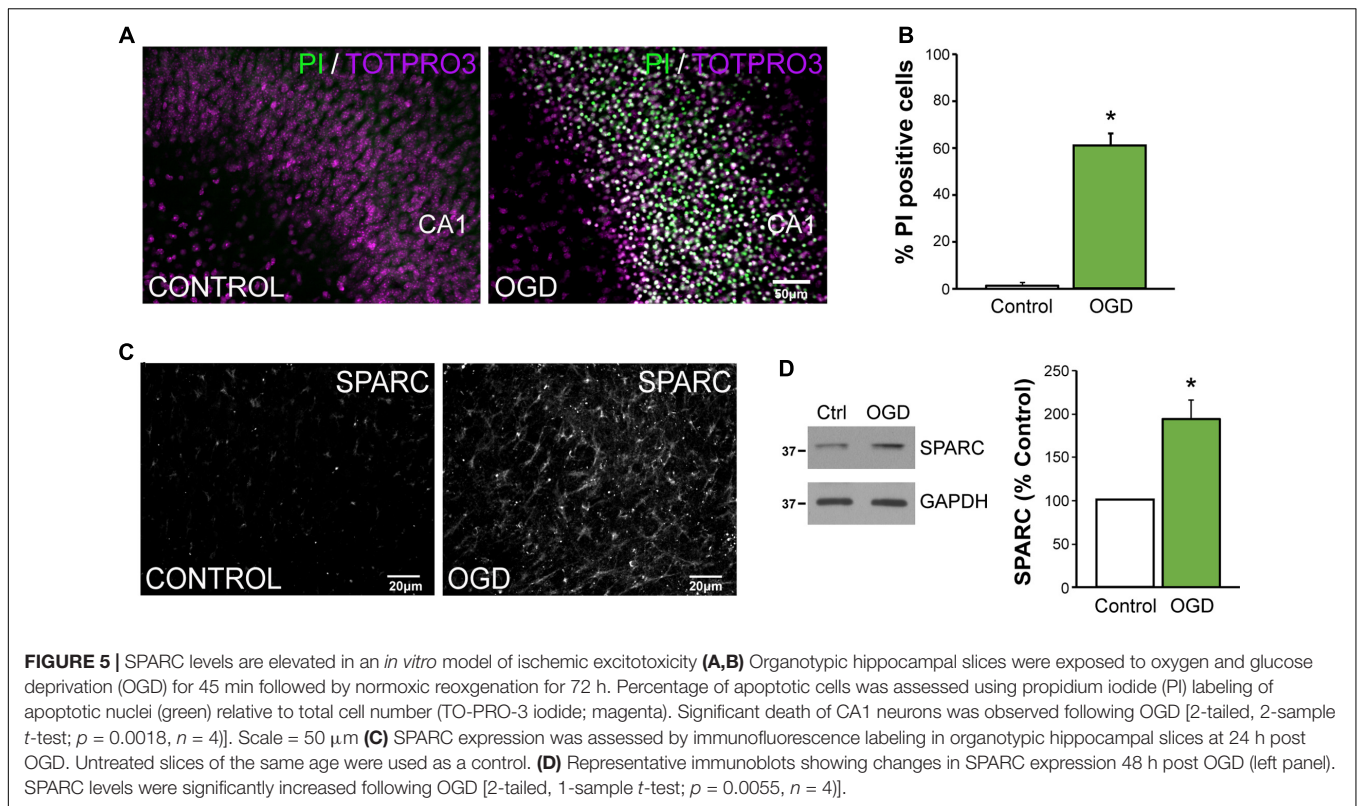 A
PI / TOTPRO3
CA1
CONTROL
PI / TOTPRO3
CA1
OGD
50µm
B
% PI positive cells
100
80
60
40
20
0
*
Control
OGD
C
SPARC
CONTROL
20µm
SPARC
OGD
20µm
D
Ctrl OGD
37
SPARC
37
GAPDH
SPARC (% Control)
250
200
150
100
50
0
*
Control
OGD
FIGURE 5 | SPARC levels are elevated in an in vitro model of ischemic excitotoxicity (A,B) Organotypic hippocampal slices were exposed to oxygen and glucose
deprivation (OGD) for 45 min followed by normoxic reoxgenation for 72 h. Percentage of apoptotic cells was assessed using propidium iodide (PI) labeling of
apoptotic nuclei (green) relative to total cell number (TO-PRO-3 iodide; magenta). Significant death of CA1 neurons was observed following OGD [2-tailed, 2-sample
t-test; p = 0.0018, n = 4)]. Scale = 50 μm (C) SPARC expression was assessed by immunofluorescence labeling in organotypic hippocampal slices at 24 h post
OGD. Untreated slices of the same age were used as a control. (D) Representative immunoblots showing changes in SPARC expression 48 h post OGD (left panel).
SPARC levels were significantly increased following OGD [2-tailed, 1-sample t-test; p = 0.0055, n = 4)].